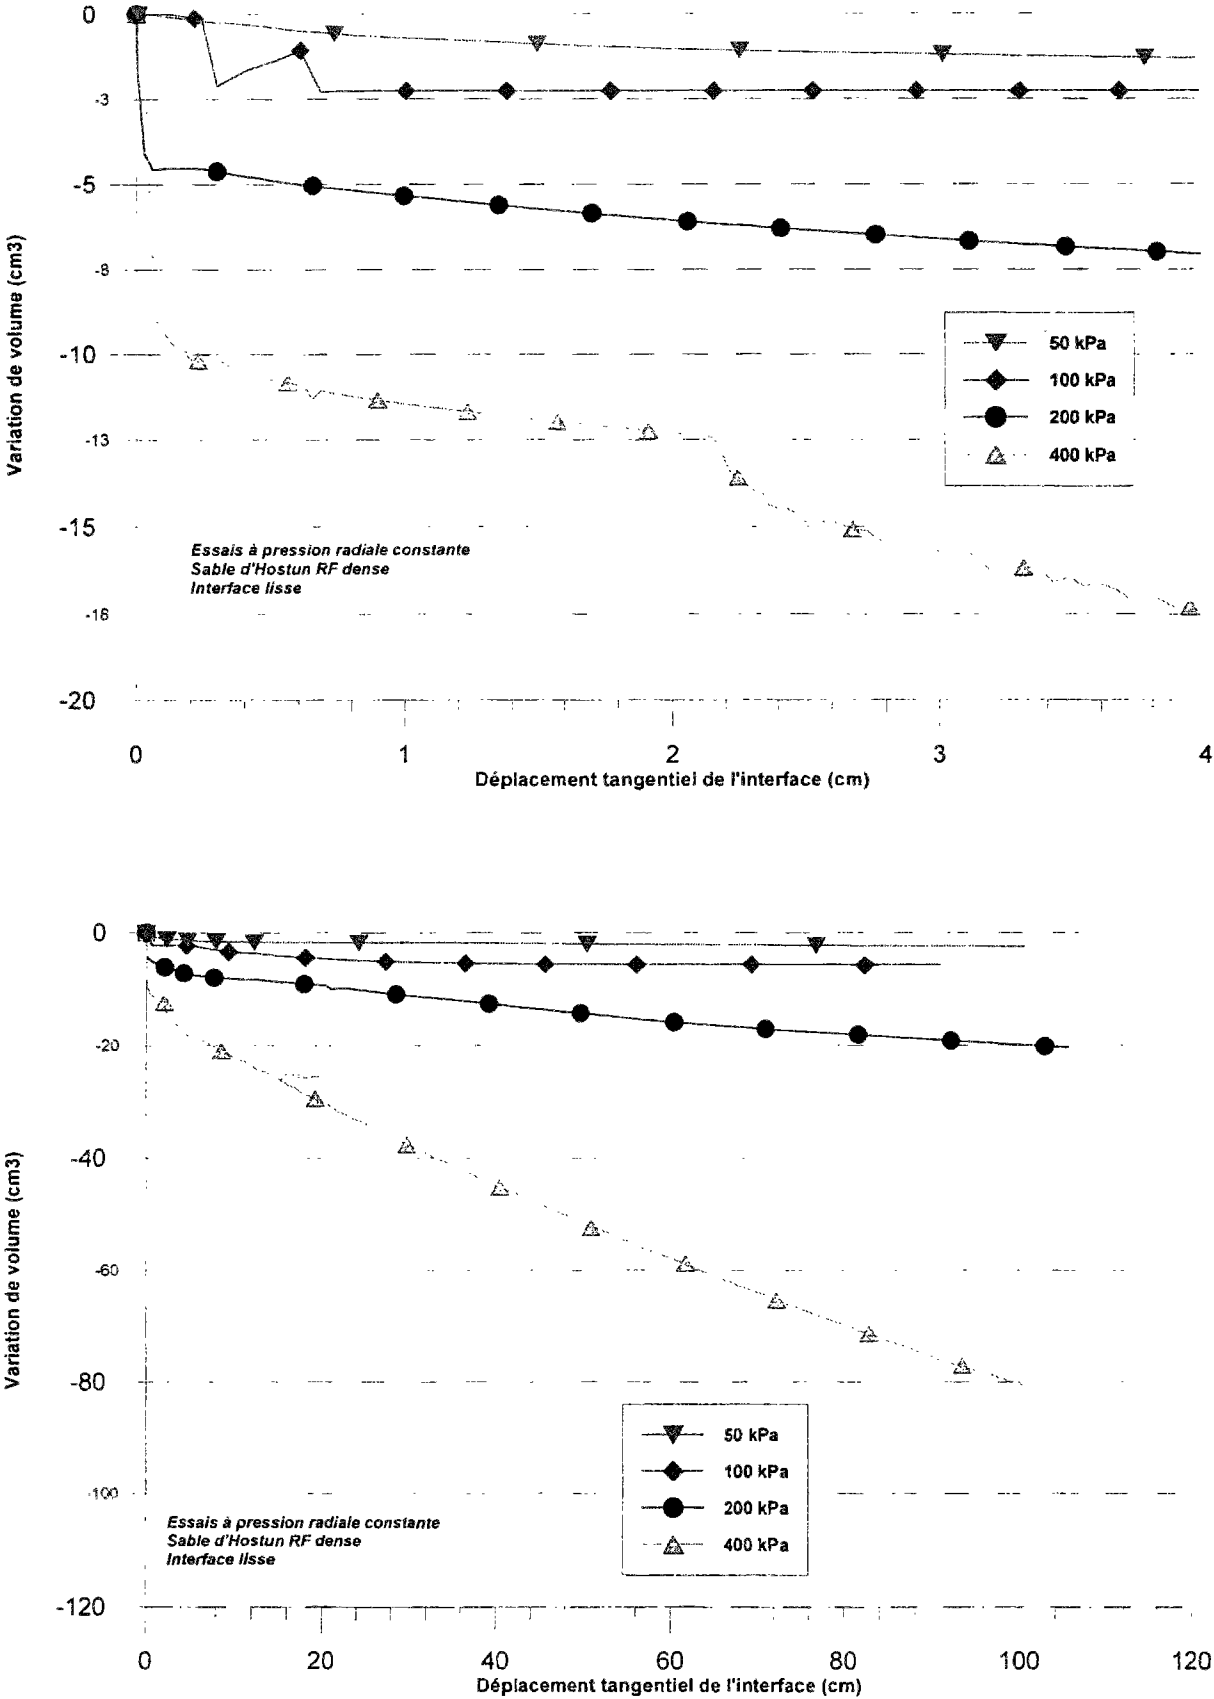 0
-3
-5
-8
-10
-13
-15
-18
-20
Variation de volume (cm3)
50 kPa
100 kPa
200 kPa
400 kPa
Essais à pression radiale constante
Sable d'Hostun RF dense
Interface lisse
0 1 2 3 4
Déplacement tangentiel de l'interface (cm)
0
-20
-40
-60
-80
-100
-120
Variation de volume (cm3)
50 kPa
100 kPa
200 kPa
400 kPa
Essais à pression radiale constante
Sable d'Hostun RF dense
Interface lisse
0 20 40 60 80 100 120
Déplacement tangentiel de l'interface (cm)